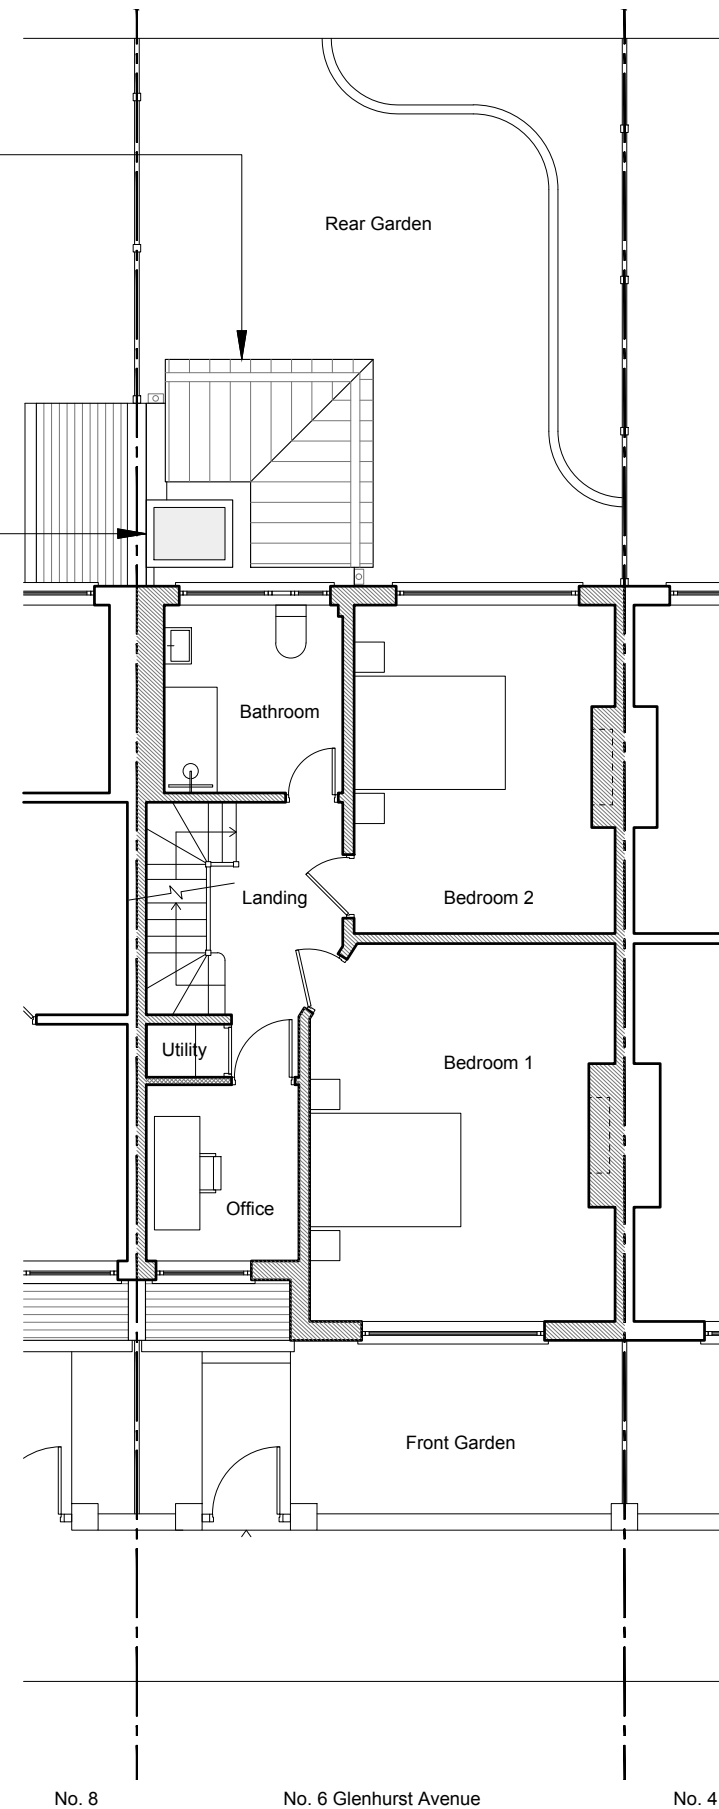 Rear Garden
Bathroom
Landing
Bedroom 2
Utility
Bedroom 1
Office
Front Garden
No. 8
No. 6 Glenhurst Avenue
No. 4